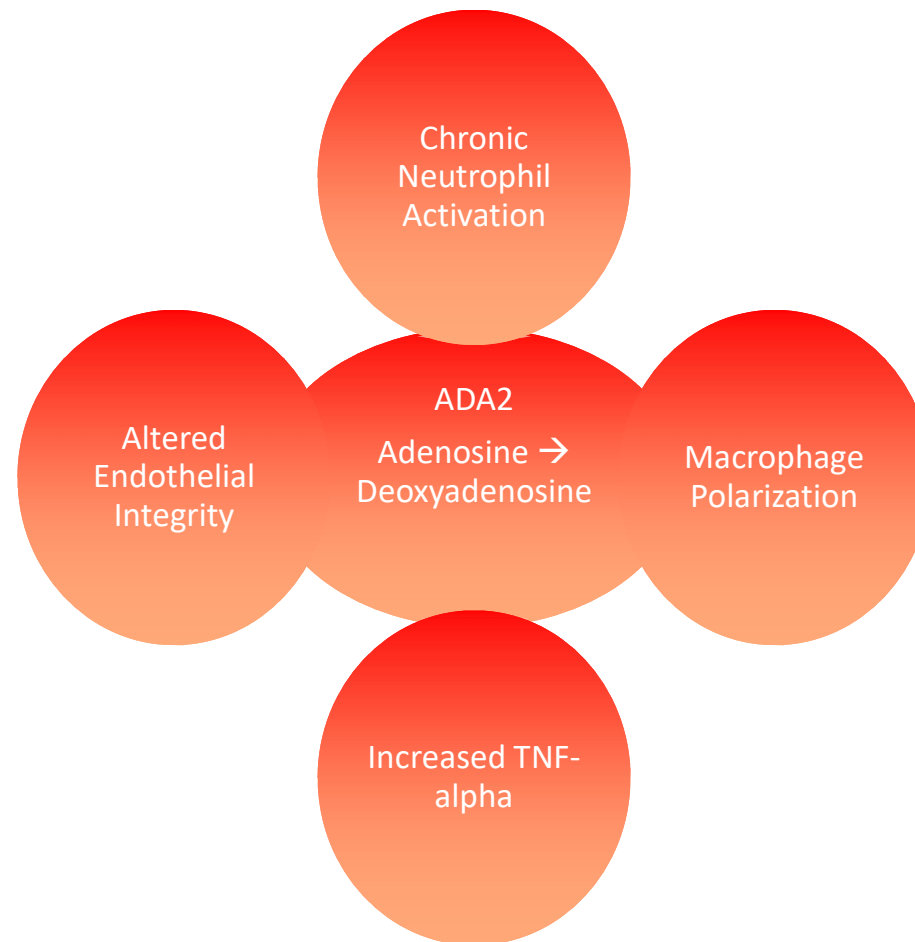 Chronic
Neutrophil
Activation
ADA2
Adenosine →
Deoxyadenosine
Altered
Endothelial
Integrity
Macrophage
Polarization
Increased TNF-
alpha